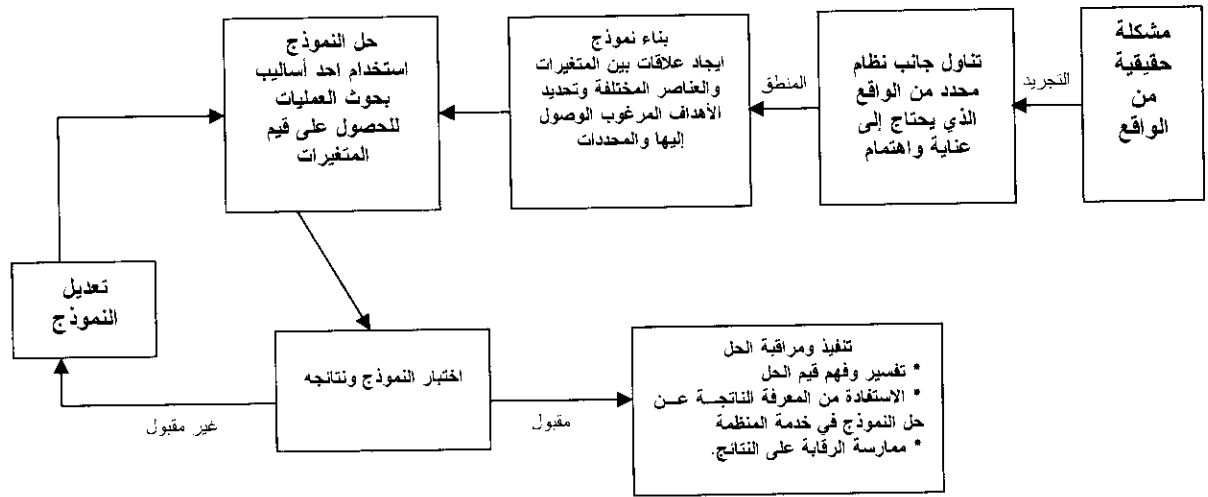 مشكلة
حقيقية
من
الواقع
التجريد
تناول جانب نظام
محدد من الواقع
الذي يحتاج إلى
عناية واهتمام
المنطق
بناء نموذج
ايجاد علاقات بين المتغيرات
والعناصر المختلفة وتحديد
الأهداف المرغوب الوصول
إليها والمحددات
حل النموذج
استخدام احد أساليب
بحوث العمليات
للحصول على قيم
المتغيرات
اختبار النموذج ونتائجه
مقبول
تنفيذ ومراقبة الحل
* تفسير وفهم قيم الحل
* الاستفادة من المعرفة الناتجة عن
حل النموذج في خدمة المنظمة
* ممارسة الرقابة على النتائج.
غير مقبول
تعديل
النموذج